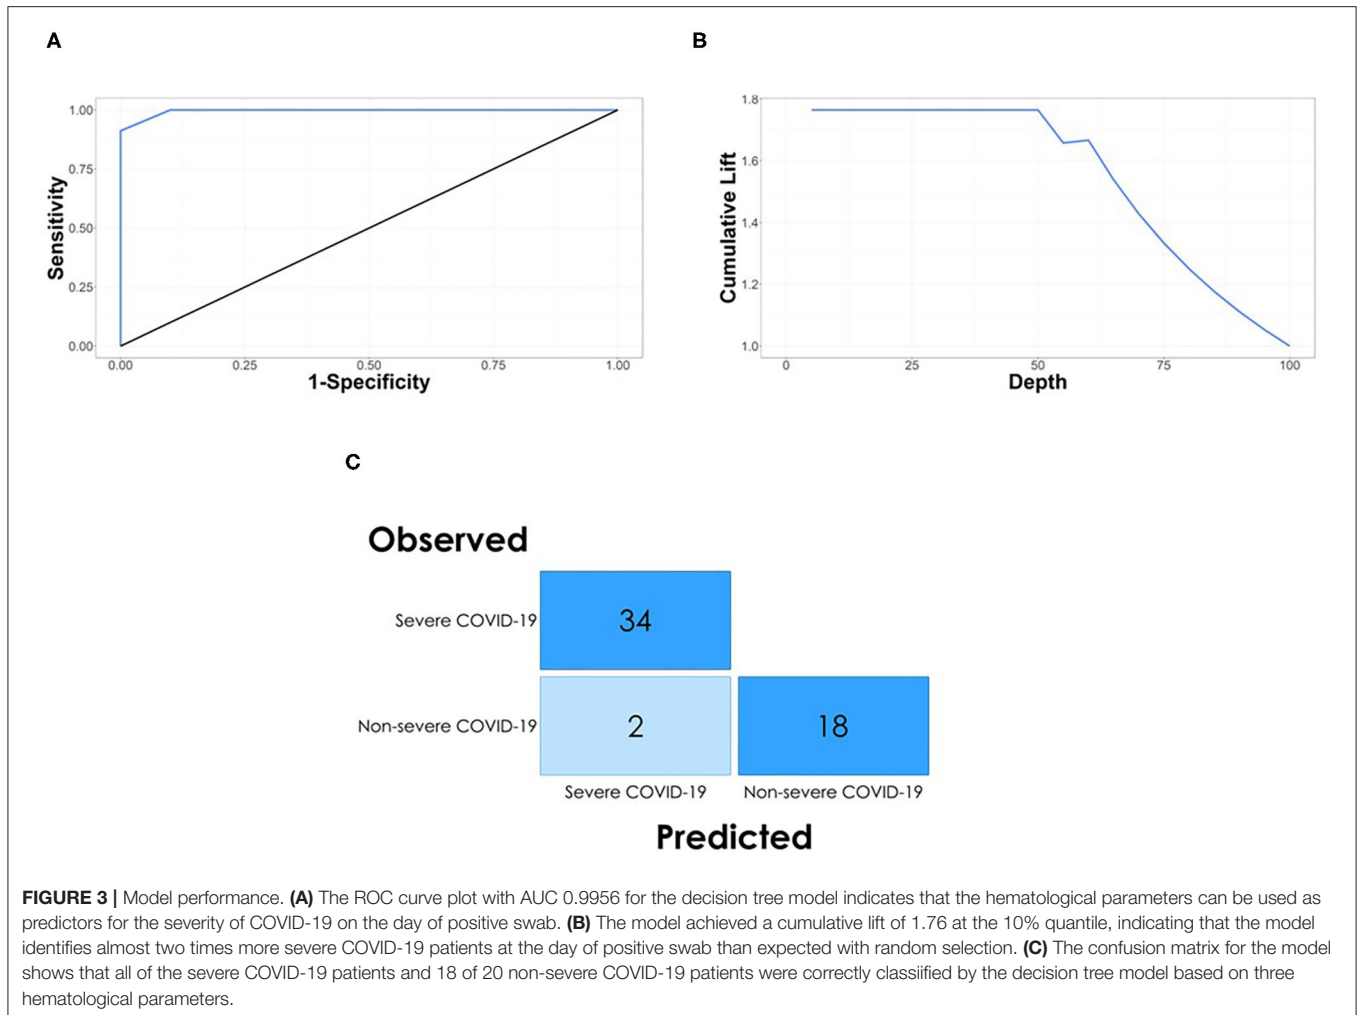 A
1.00
0.75
0.50
0.25
0.00
Sensitivity
0.00 0.25 0.50 0.75 1.00
1-Specificity
B
1.8
1.6
1.4
1.2
1.0
Cumulative Lift
0 25 50 75 100
Depth
C
Observed
Severe COVID-19 34
Non-severe COVID-19 2 18
Severe COVID-19 Non-severe COVID-19
Predicted
FIGURE 3 | Model performance. (A) The ROC curve plot with AUC 0.9956 for the decision tree model indicates that the hematological parameters can be used as
predictors for the severity of COVID-19 on the day of positive swab. (B) The model achieved a cumulative lift of 1.76 at the 10% quantile, indicating that the model
identifies almost two times more severe COVID-19 patients at the day of positive swab than expected with random selection. (C) The confusion matrix for the model
shows that all of the severe COVID-19 patients and 18 of 20 non-severe COVID-19 patients were correctly classiified by the decision tree model based on three
hematological parameters.